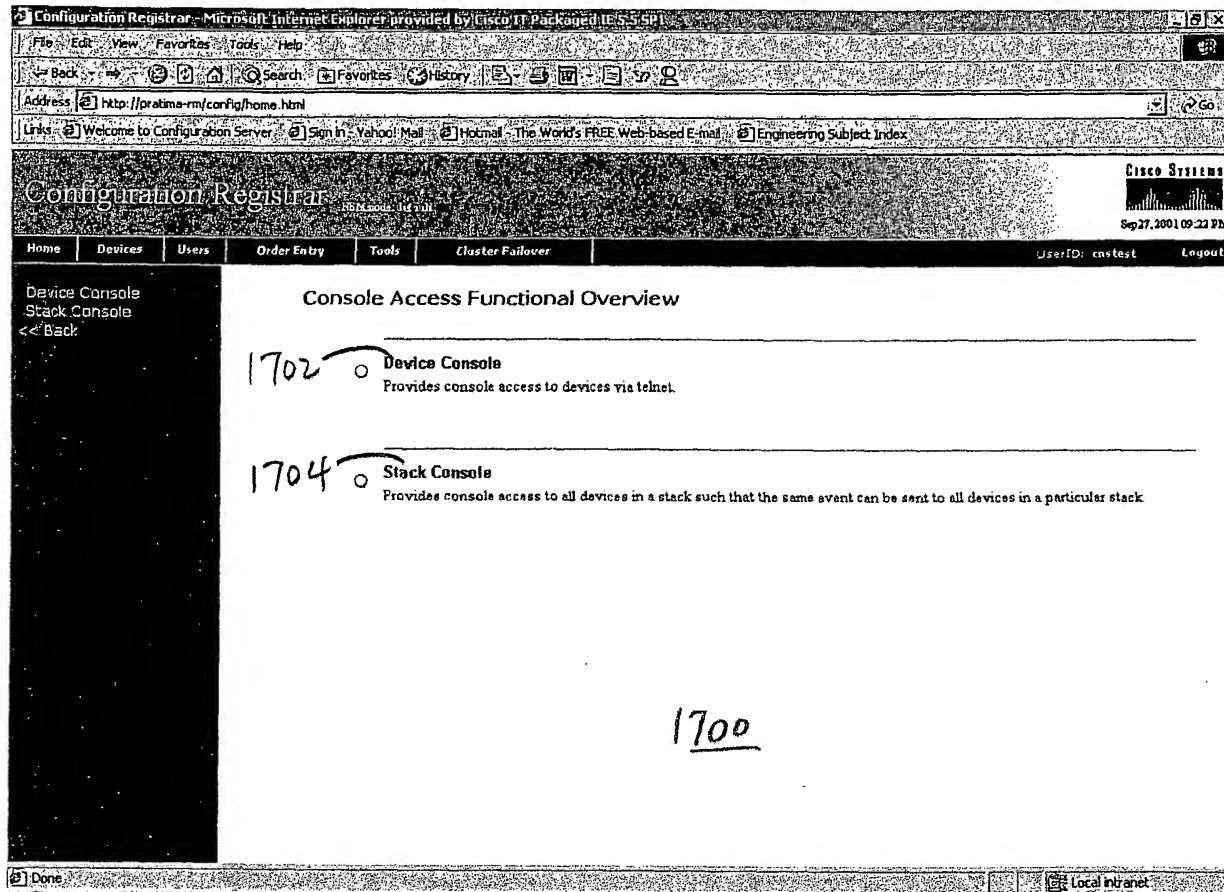 Configuration Registrar - Microsoft Internet Explorer provided by Cisco IT Packaged IE 5.5 SP1
File Edit View Favorites Tools Help
Back Search Favorites History
Address http://pratima-rm/config/home.html Go
Links Welcome to Configuration Server Sign In - Yahoo! Mail Hotmail - The World's FREE Web-based E-mail Engineering Subject Index
Configuration Registrar
CISCO SYSTEMS
Sep 27, 2001 09:22 PM
Home Devices Users Order Entry Tools Cluster Failover UserID: cnstest Logout
Device Console
Stack Console
<< Back
Console Access Functional Overview
1702 Device Console
Provides console access to devices via telnet.
1704 Stack Console
Provides console access to all devices in a stack such that the same event can be sent to all devices in a particular stack
1700
Done Local intranet